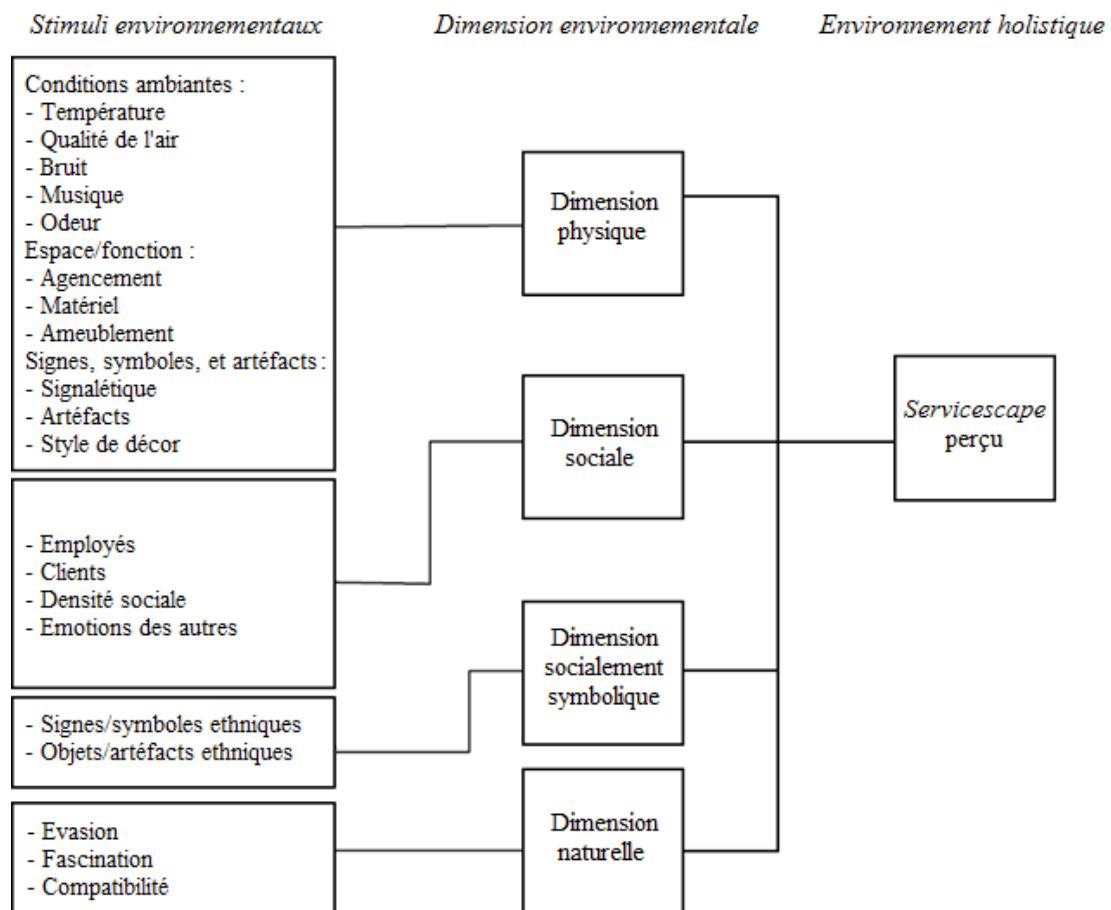 Stimuli environnementaux
Dimension environnementale
Environement holistique
Conditions ambiantes :
- Température
- Qualité de l'air
- Bruit
- Musique
- Odeur
Espace/fonction :
- Agencement
- Matériel
- Ameublement
Signes, symboles, et artéfacts :
- Signalétique
- Artéfacts
- Style de décor
- Employés
- Clients
- Densité sociale
- Emotions des autres
- Signes/symboles ethniques
- Objets/artéfacts ethniques
- Evasion
- Fascination
- Compatibilité
Dimension
physique
Dimension
sociale
Dimension
socialement
symbolique
Dimension
naturelle
Servicescape
perçu